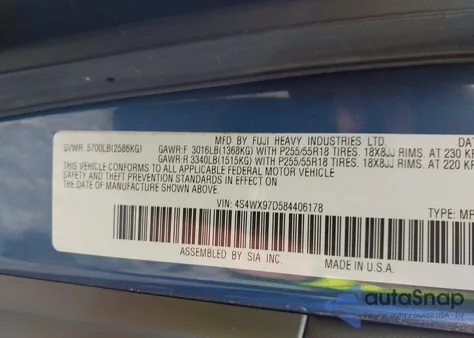 MFD BY FUJI HEAVY INDUSTRIES LTD. DAT
GVWR: 5700LB(2586KG) GAWR:F 3016LB(1368KG) WITH P255/55R18 TIRES. 18X8JJ RIMS. AT 230 KP
GAWR:R 3340LB(1515KG) WITH P255/55R18 TIRES. 18X8JJ RIMS. AT 220 KP
THIS VEHICLE CONFORMS TO ALL APPLICABLE FEDERAL MOTOR VEHICLE
SAFETY AND THEFT PREVENTION STANDARDS IN EFFECT ON THE
DATE OF MANUFACTURE SHOWN ABOVE.
VIN: 4S4WX97D584406178 TYPE: MP
ASSEMBLED BY SIA INC. MADE IN U.S.A.
autoSnap